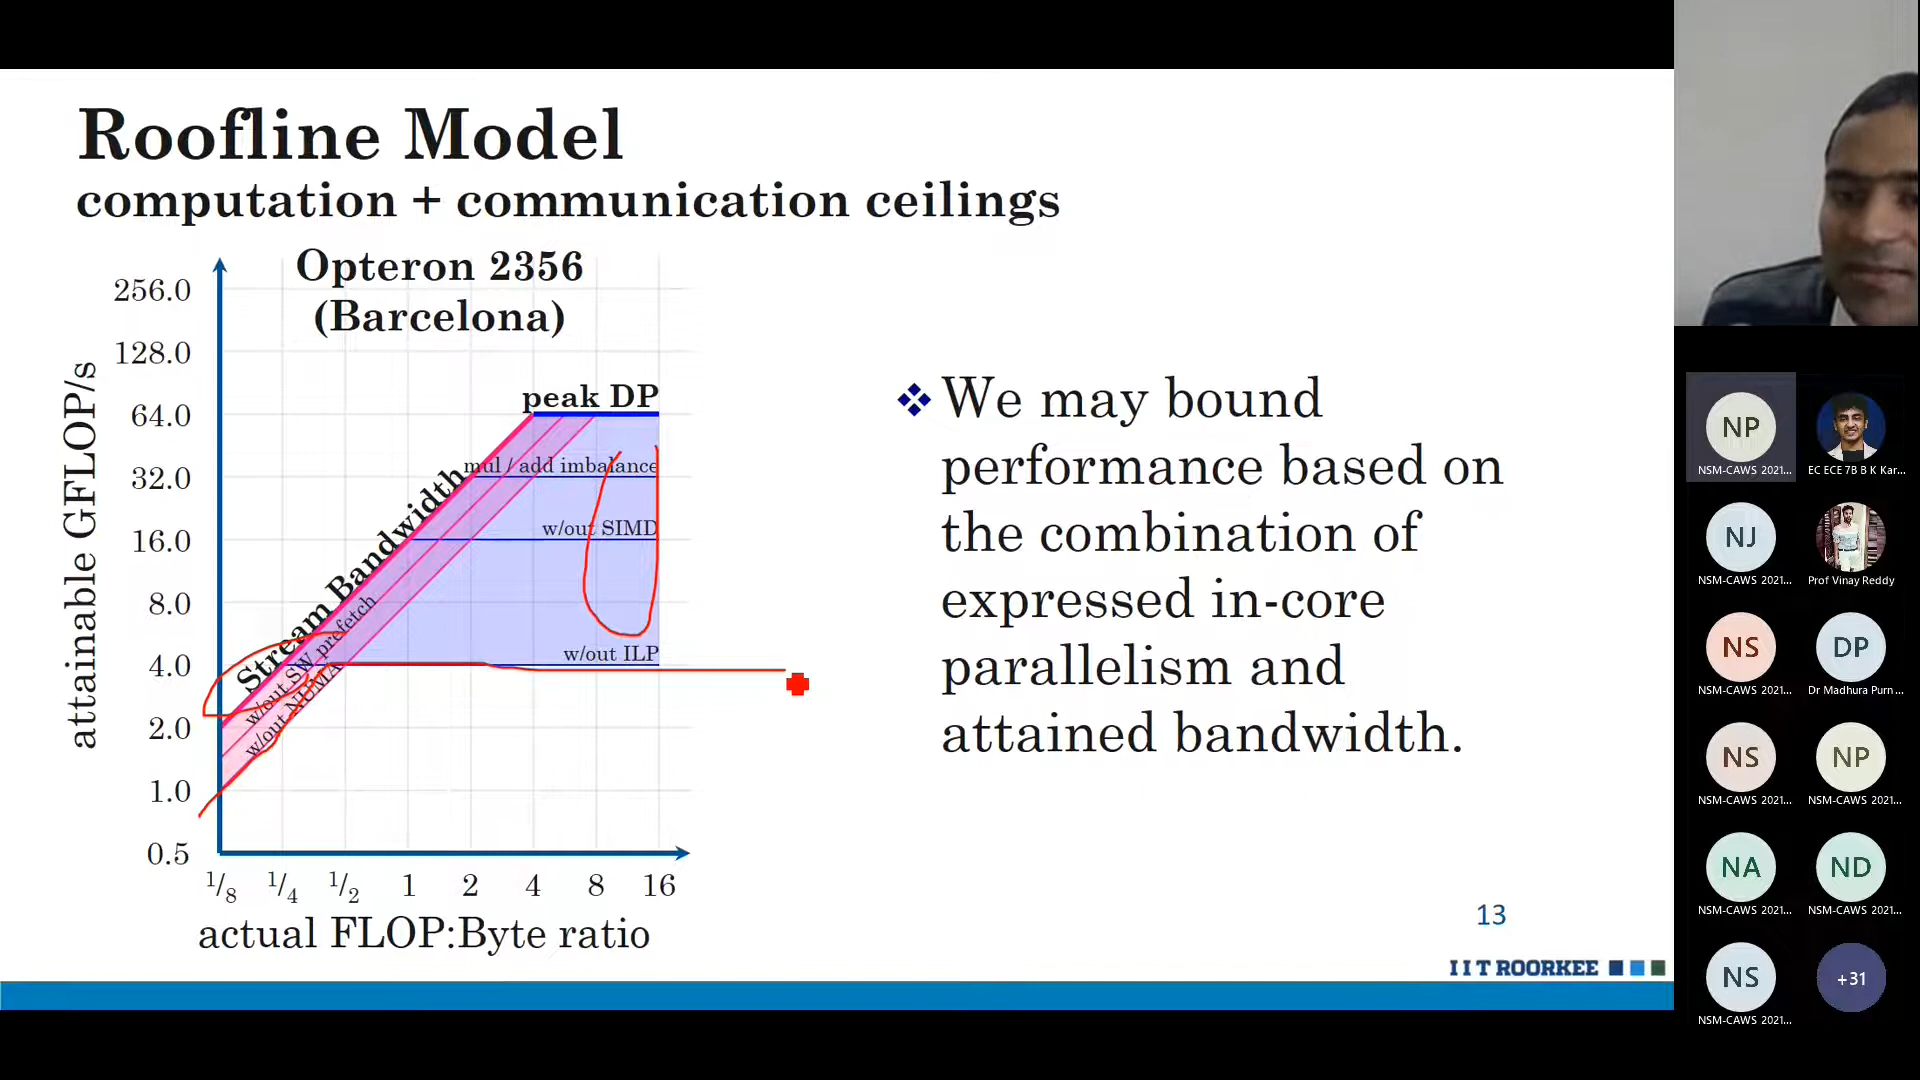 Roofline Model
computation + communication ceilings
Opteron 2356
(Barcelona)
attainable GFLOP/s
256.0
128.0
64.0
32.0
16.0
8.0
4.0
2.0
1.0
0.5
peak DP
mul / add imbalance
w/out SIMD
w/out ILP
Stream Bandwidth
w/out SW prefetch
w/out NUMA
1/8 1/4 1/2 1 2 4 8 16
actual FLOP:Byte ratio
❖ We may bound
performance based on
the combination of
expressed in-core
parallelism and
attained bandwidth.
13
IIT ROORKEE
NP
NSM-CAWS 2021...
EC ECE 7B B K Kar...
NJ
NSM-CAWS 2021...
Prof Vinay Reddy
NS
NSM-CAWS 2021...
DP
Dr Madhura Purn...
NS
NSM-CAWS 2021...
NP
NSM-CAWS 2021...
NA
NSM-CAWS 2021...
ND
NSM-CAWS 2021...
NS
NSM-CAWS 2021...
+31